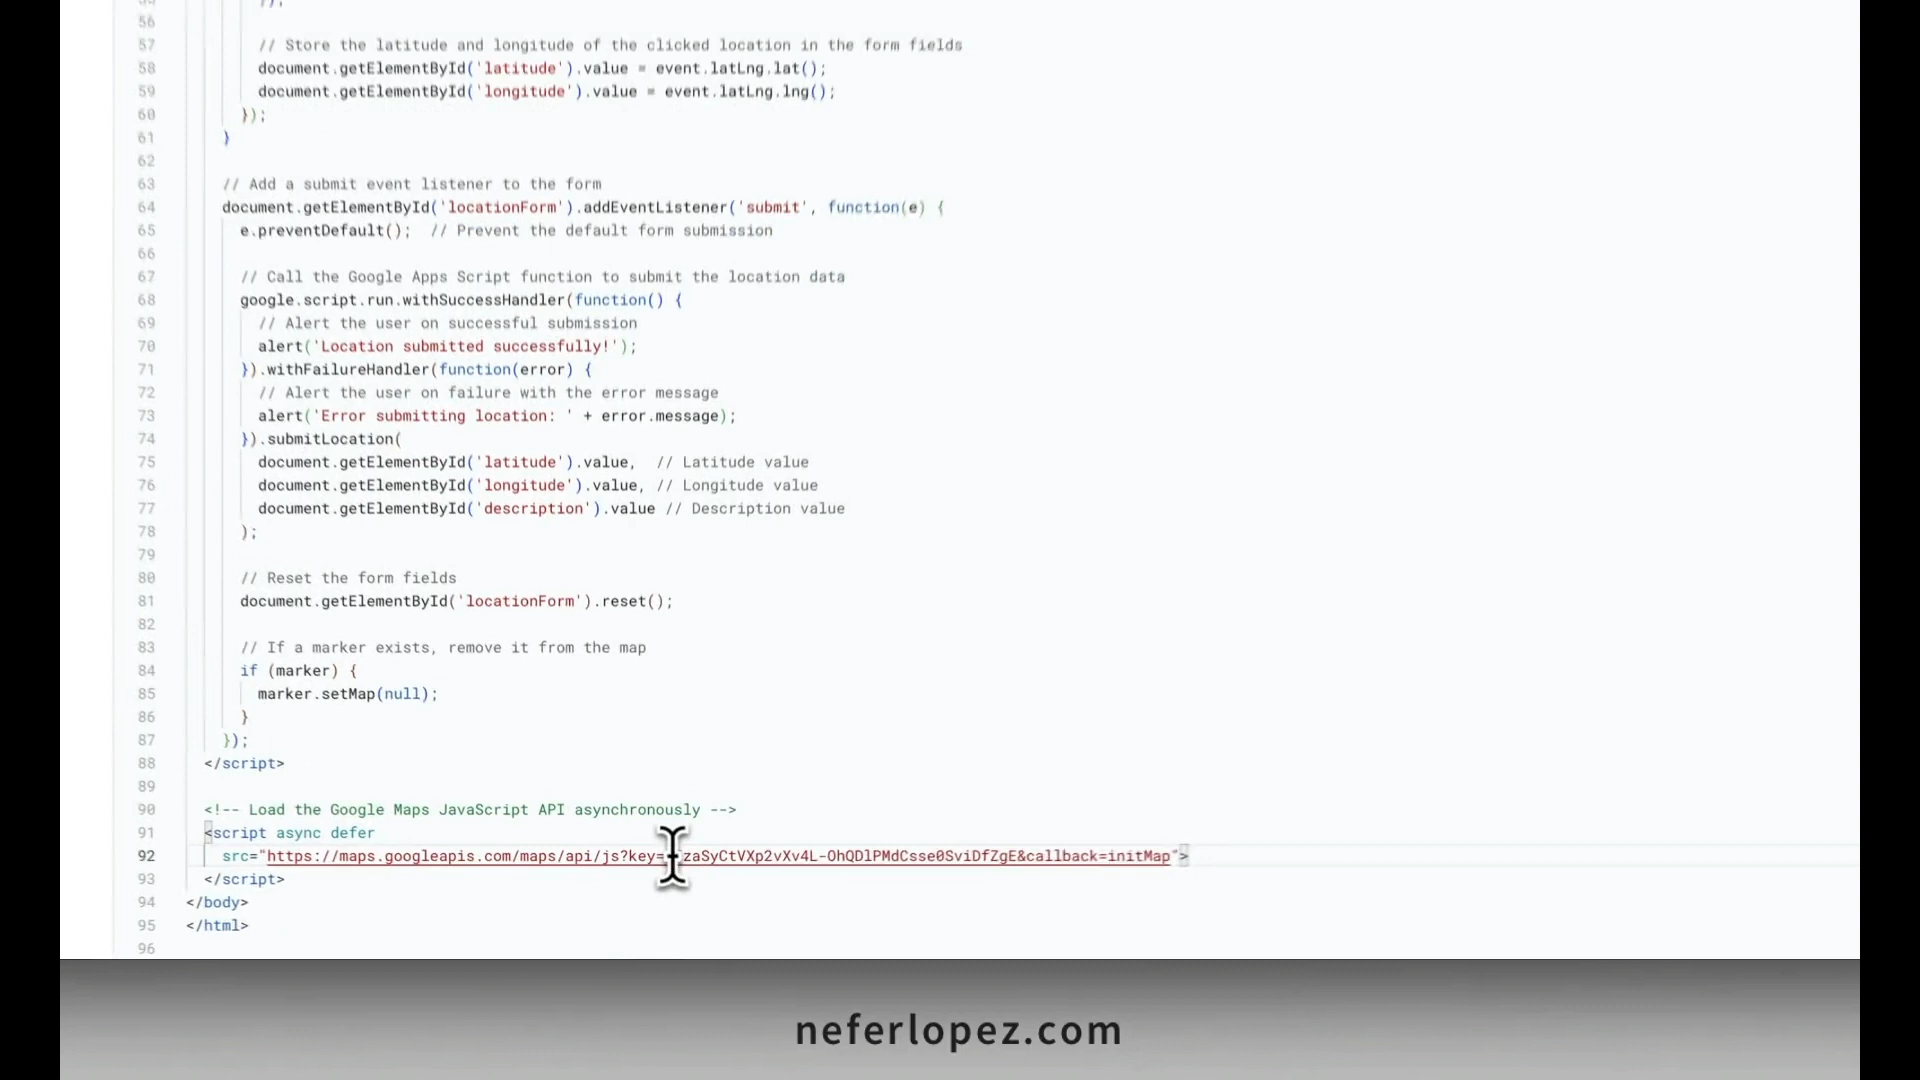 56
57 // Store the latitude and longitude of the clicked location in the form fields
58 document.getElementById('latitude').value = event.latLng.lat();
59 document.getElementById('longitude').value = event.latLng.lng();
60 });
61 }
62
63 // Add a submit event listener to the form
64 document.getElementById('locationForm').addEventListener('submit', function(e) {
65 e.preventDefault(); // Prevent the default form submission
66
67 // Call the Google Apps Script function to submit the location data
68 google.script.run.withSuccessHandler(function() {
69 // Alert the user on successful submission
70 alert('Location submitted successfully!');
71 }).withFailureHandler(function(error) {
72 // Alert the user on failure with the error message
73 alert('Error submitting location: ' + error.message);
74 }).submitLocation(
75 document.getElementById('latitude').value, // Latitude value
76 document.getElementById('longitude').value, // Longitude value
77 document.getElementById('description').value // Description value
78 );
79
80 // Reset the form fields
81 document.getElementById('locationForm').reset();
82
83 // If a marker exists, remove it from the map
84 if (marker) {
85 marker.setMap(null);
86 }
87 });
88 </script>
89
90 <!-- Load the Google Maps JavaScript API asynchronously -->
91 <script async defer
92 src="https://maps.googleapis.com/maps/api/js?key=zaSyCtVXp2vXv4L-OhQDlPMdCsse0SviDfZgE&callback=initMap">
93 </script>
94 </body>
95 </html>
96
neferlopez.com